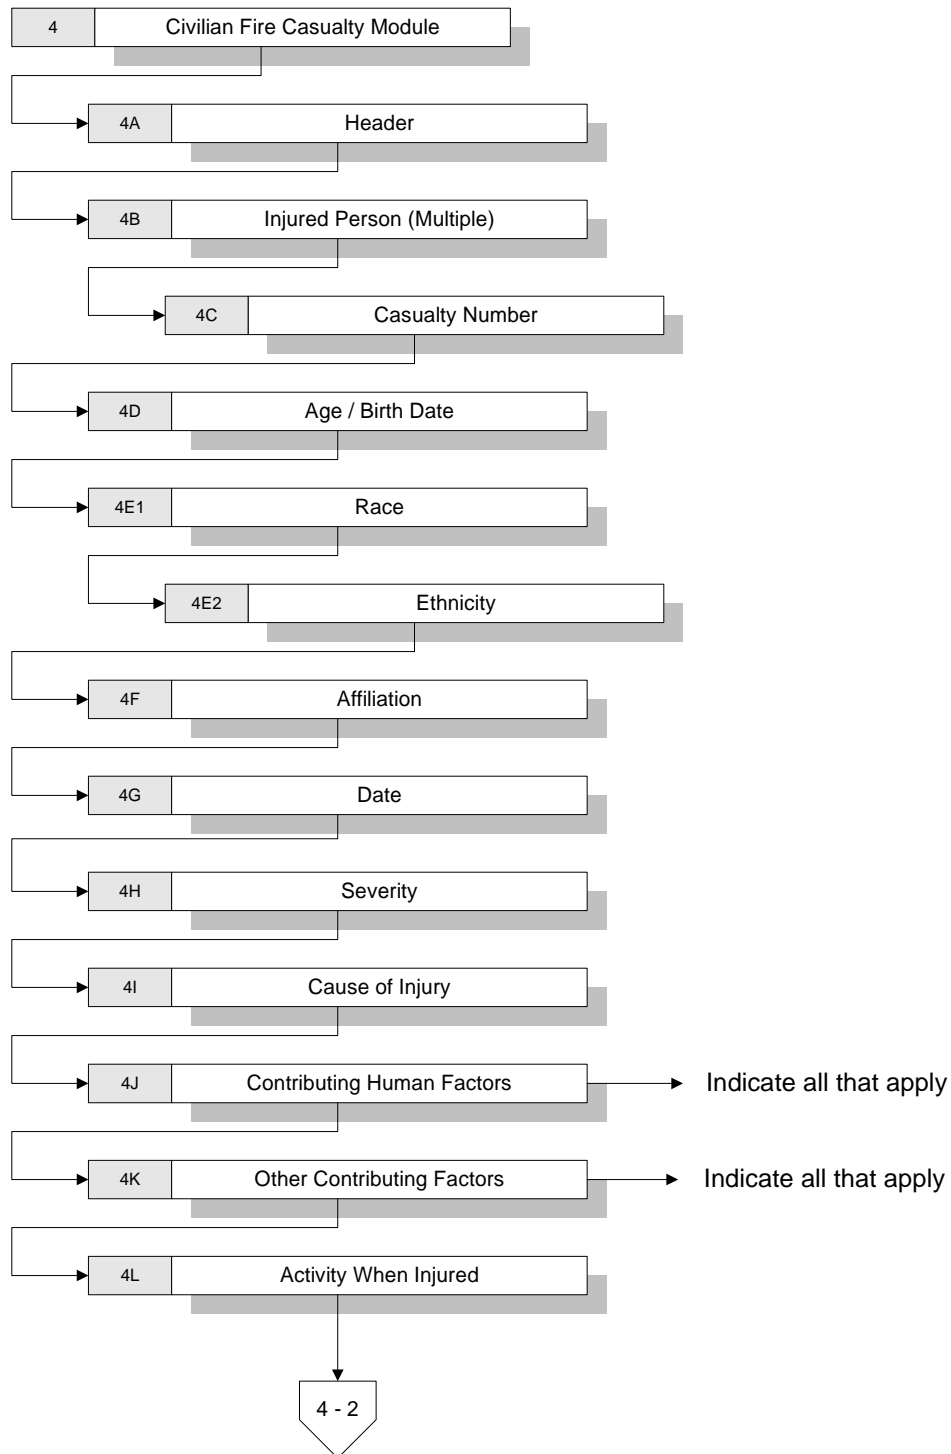 4 Civilian Fire Casualty Module
4A Header
4B Injured Person (Multiple)
4C Casualty Number
4D Age / Birth Date
4E1 Race
4E2 Ethnicity
4F Affiliation
4G Date
4H Severity
4I Cause of Injury
4J Contributing Human Factors Indicate all that apply
4K Other Contributing Factors Indicate all that apply
4L Activity When Injured
4 - 2